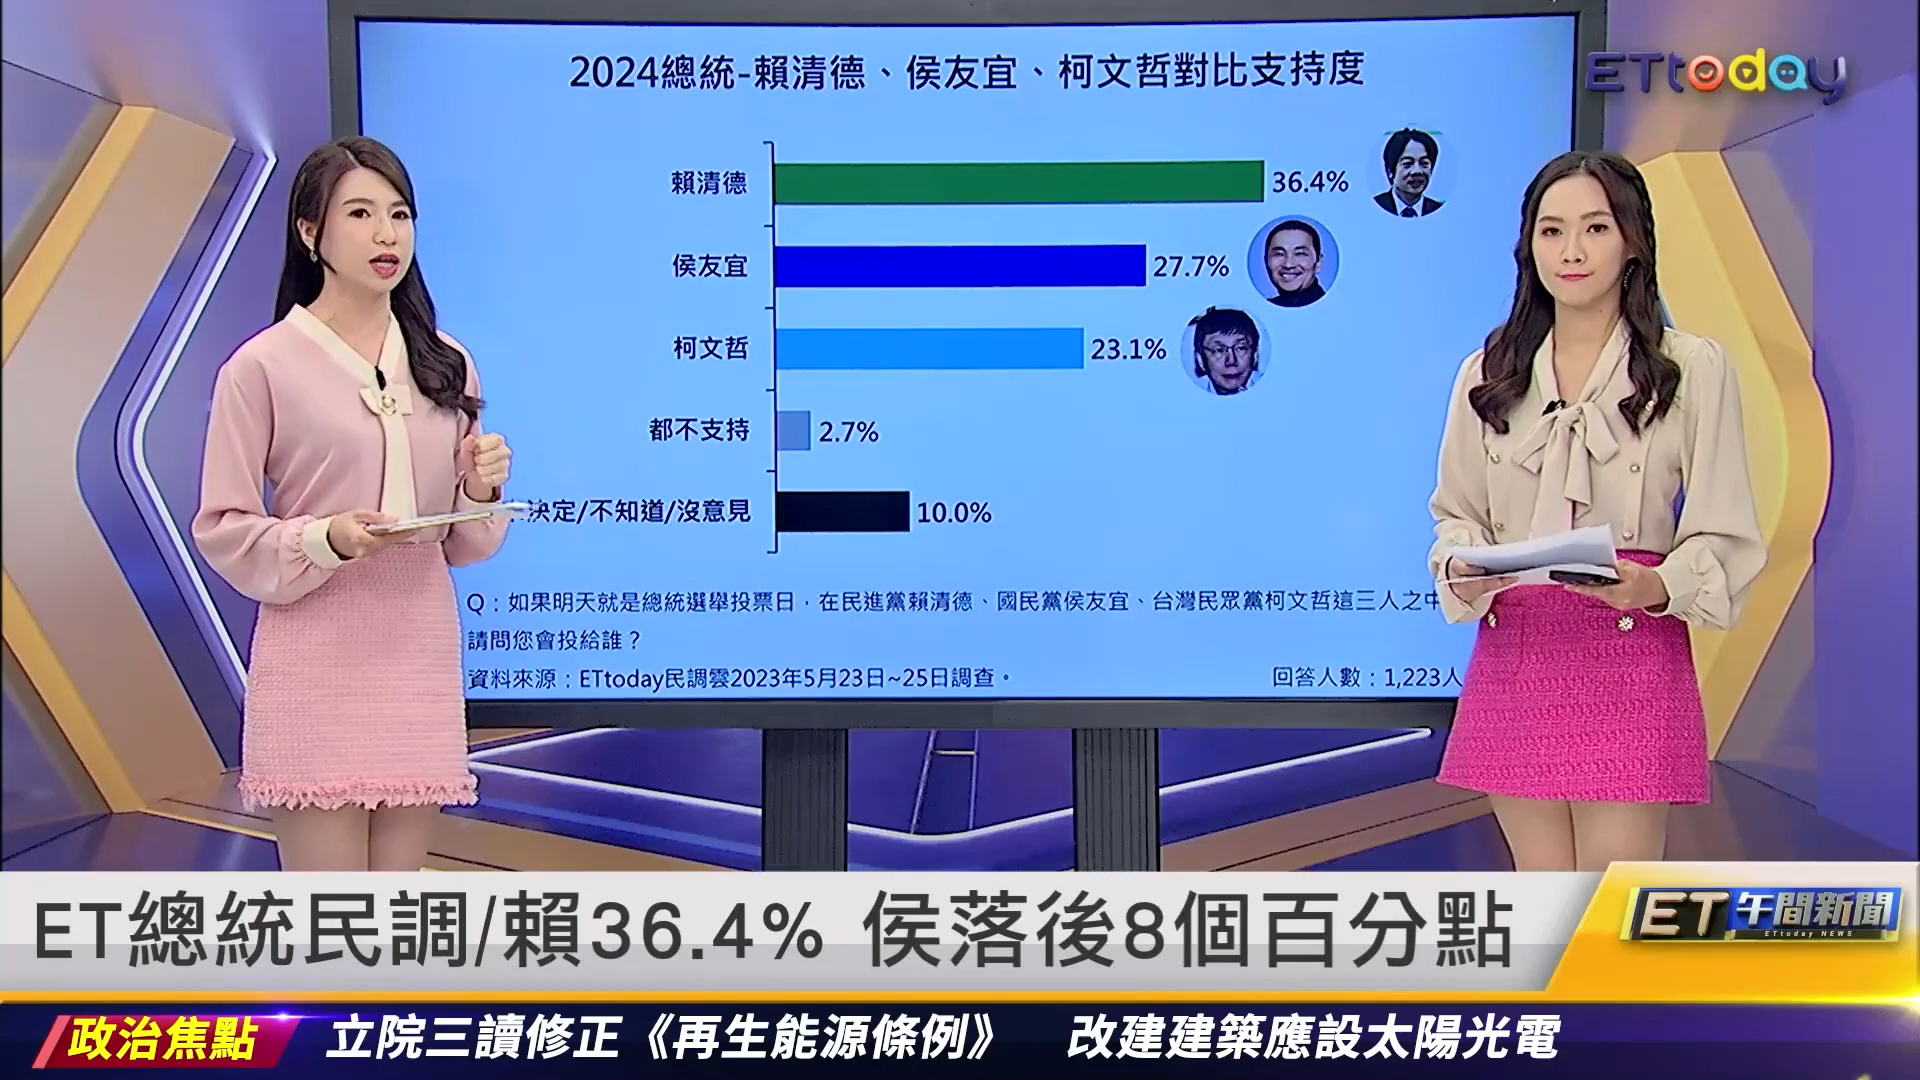 2024總統-賴清德、侯友宜、柯文哲對比支持度
ETtoday
賴清德 36.4%
侯友宜 27.7%
柯文哲 23.1%
都不支持 2.7%
決定/不知道/沒意見 10.0%
Q：如果明天就是總統選舉投票日，在民進黨賴清德、國民黨侯友宜、台灣民眾黨柯文哲這三人之中
請問您會投給誰？
資料來源：ETtoday民調雲2023年5月23日~25日調查。 回答人數：1,223人
ET總統民調/賴36.4% 侯落後8個百分點
ET午間新聞
ETtoday NEWS
政治焦點 立院三讀修正《再生能源條例》 改建建築應設太陽光電